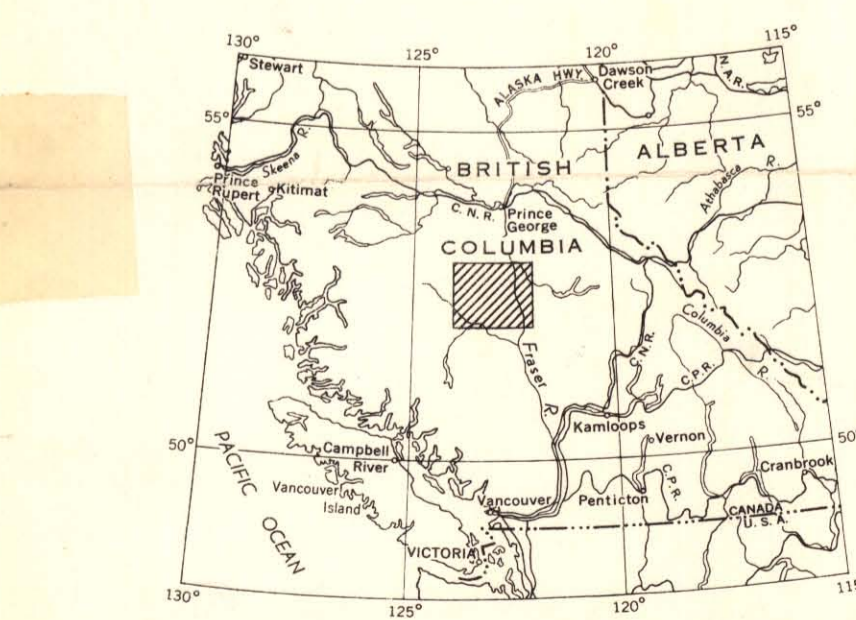 130°
125°
120°
115°
Stewart
ALASKA HWY.
Dawson
Creek
N.A.R.
55°
55°
Skeena R.
BRITISH
ALBERTA
Athabasca R.
Prince
Rupert
Kitimat
C.N.R.
Prince
George
COLUMBIA
Columbia R.
Fraser R.
C.N.R.
C.P.R.
Kamloops
50°
50°
PACIFIC OCEAN
Campbell
River
Vernon
Cranbrook
Vancouver
Island
Vancouver
Penticton
C.P.R.
CANADA
U.S.A.
VICTORIA
130°
125°
120°
115